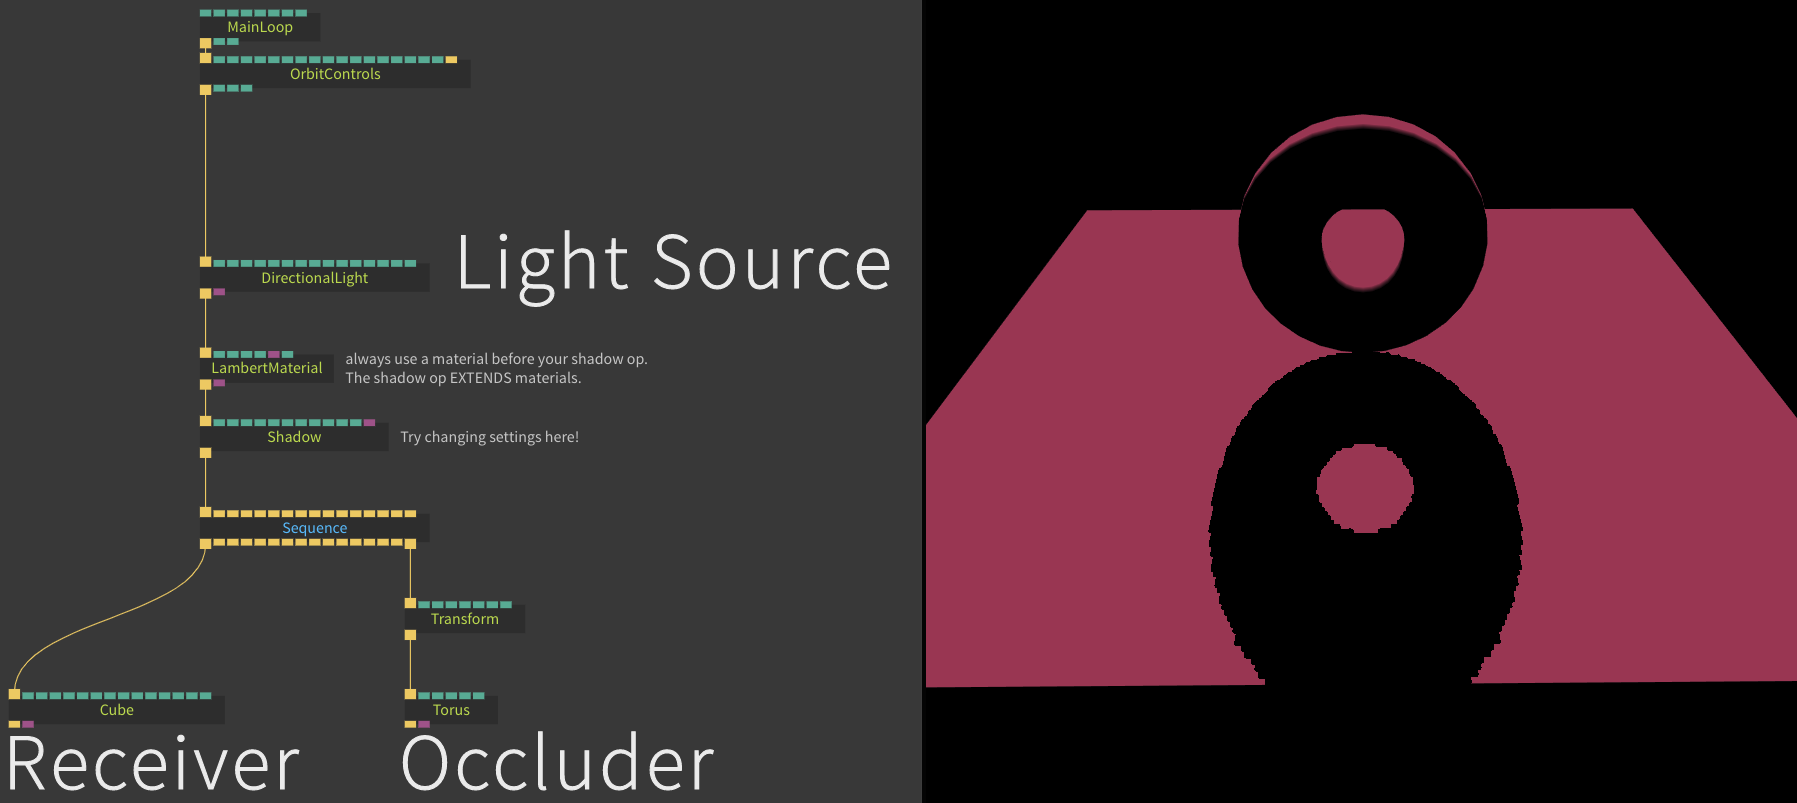 MainLoop
OrbitControls
DirectionalLight
Light Source
LambertMaterial
always use a material before your shadow op.
The shadow op EXTENDS materials.
Shadow
Try changing settings here!
Sequence
Transform
Cube
Torus
Receiver
Occluder